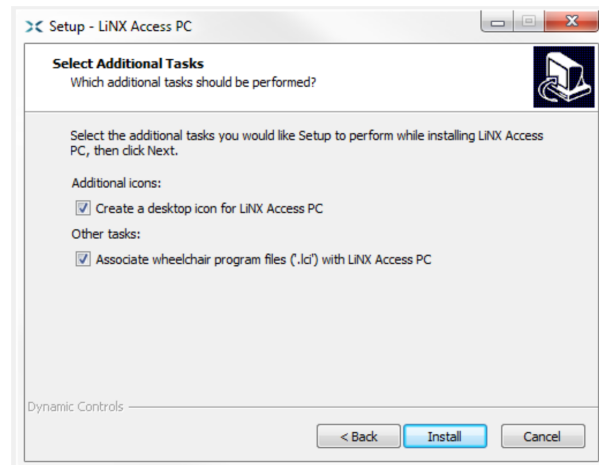 Setup - LiNX Access PC
Select Additional Tasks
Which additional tasks should be performed?
Select the additional tasks you would like Setup to perform while installing LiNX Access
PC, then click Next.
Additional icons:
Create a desktop icon for LiNX Access PC
Other tasks:
Associate wheelchair program files ('.lci') with LiNX Access PC
Dynamic Controls
< Back
Install
Cancel